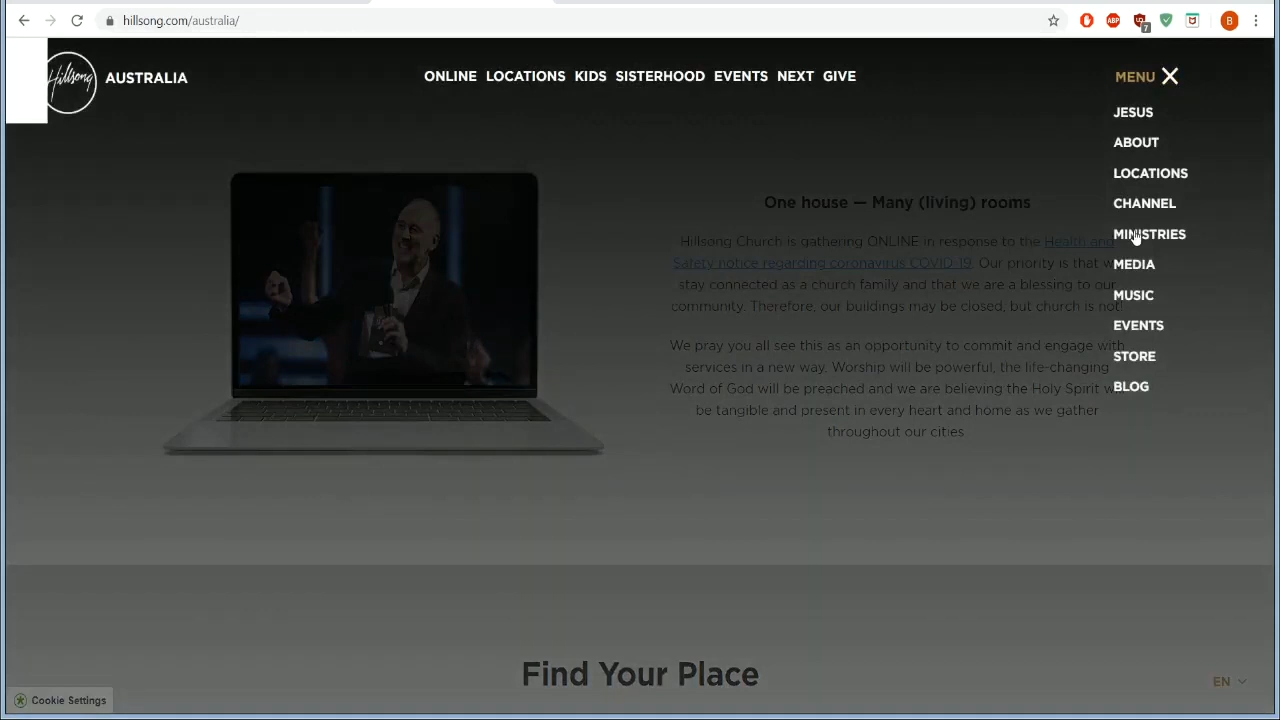 hillsong.com/australia/
ABP
7
B
Hillsong
AUSTRALIA
ONLINE LOCATIONS KIDS SISTERHOOD EVENTS NEXT GIVE
MENU
JESUS
ABOUT
LOCATIONS
CHANNEL
MINISTRIES
MEDIA
MUSIC
EVENTS
STORE
BLOG
One house — Many (living) rooms
Hillsong Church is gathering ONLINE in response to the Health and
Safety notice regarding coronavirus COVID-19. Our priority is that we
stay connected as a church family and that we are a blessing to our
community. Therefore, our buildings may be closed, but church is not!
We pray you all see this as an opportunity to commit and engage with
services in a new way, Worship will be powerful, the life-changing
Word of God will be preached and we are believing the Holy Spirit
be tangible and present in every heart and home as we gather
throughout our cities.
Find Your Place
EN
Cookie Settings